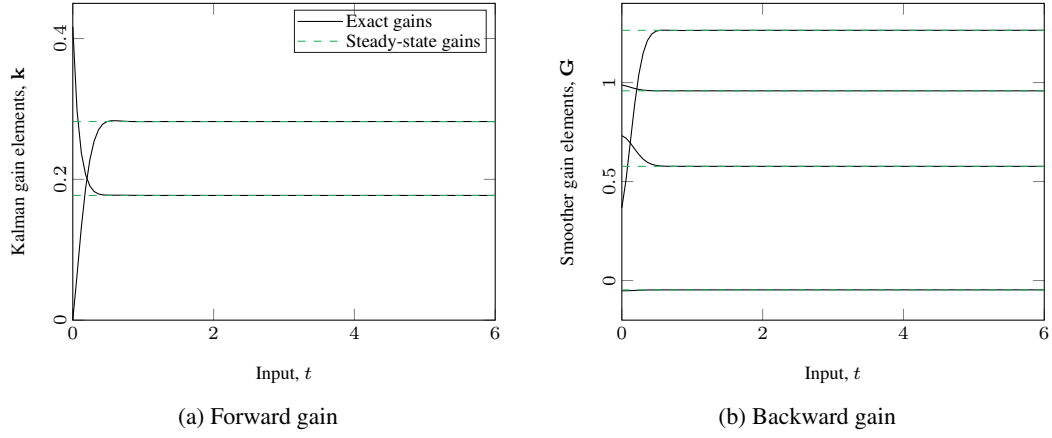 Exact gains
Steady-state gains
Kalman gain elements, k
0.4
0.2
0
0 2 4 6
Input, t
(a) Forward gain
Smoother gain elements, G
1
0.5
0
0 2 4 6
Input, t
(b) Backward gain